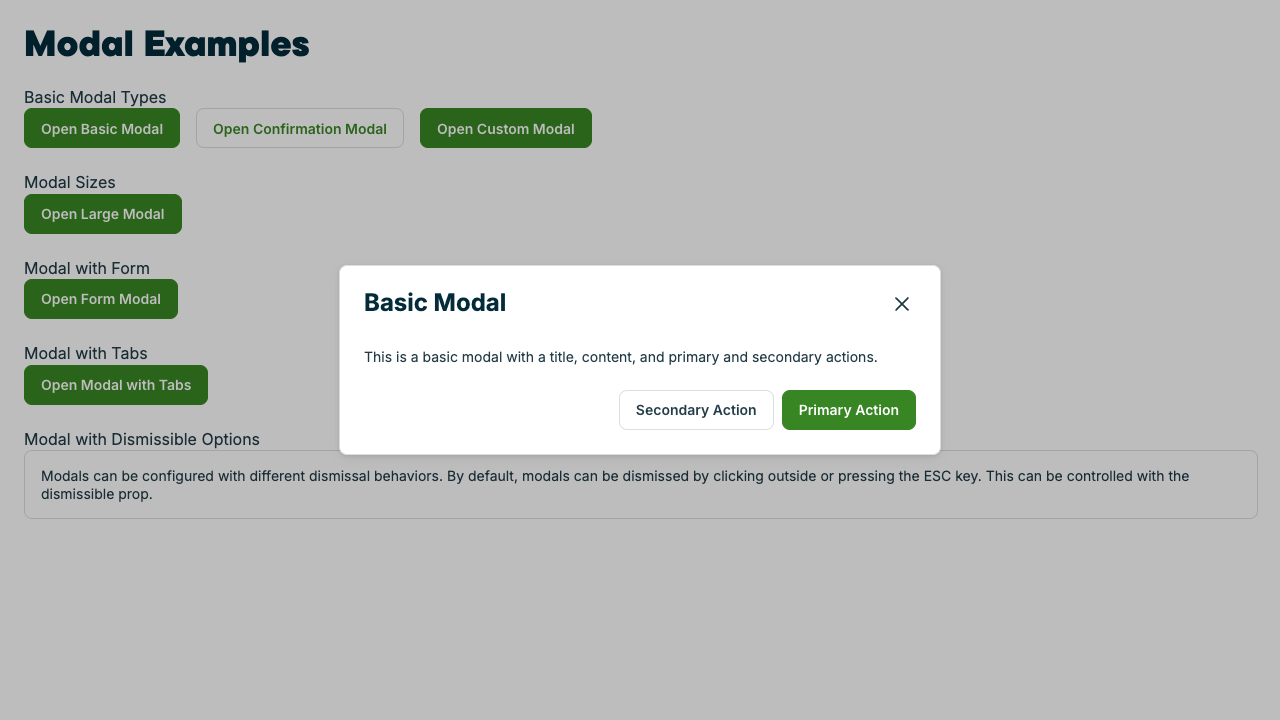 Modal Examples
Basic Modal Types
Open Basic Modal
Open Confirmation Modal
Open Custom Modal
Modal Sizes
Open Large Modal
Modal with Form
Open Form Modal
Modal with Tabs
Open Modal with Tabs
Basic Modal
This is a basic modal with a title, content, and primary and secondary actions.
Secondary Action
Primary Action
Modal with Dismissible Options
Modals can be configured with different dismissal behaviors. By default, modals can be dismissed by clicking outside or pressing the ESC key. This can be controlled with the
dismissible prop.